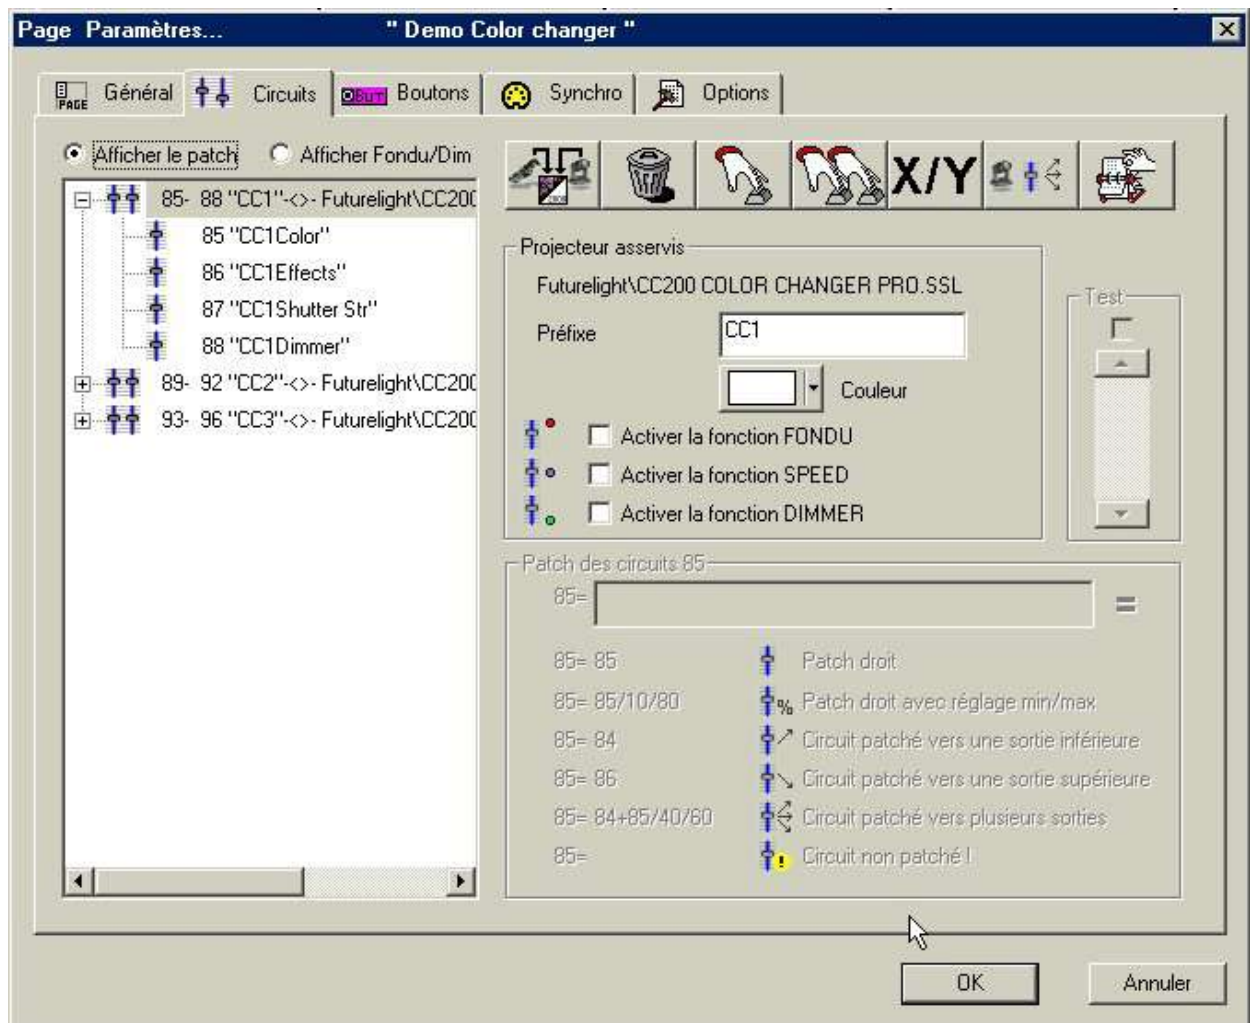 Page Paramètres... " Demo Color changer "
PAGE Général Circuits BUT Boutons Synchro Options
Afficher le patch Afficher Fondu/Dim
85- 88 "CC1"-<>- Futurelight\CC200
85 "CC1Color"
86 "CC1Effects"
87 "CC1Shutter Str"
88 "CC1Dimmer"
89- 92 "CC2"-<>- Futurelight\CC200
93- 96 "CC3"-<>- Futurelight\CC200
X/Y
Projecteur asservis
Futurelight\CC200 COLOR CHANGER PRO.SSL
Préfixe CC1
Couleur
Activer la fonction FONDU
Activer la fonction SPEED
Activer la fonction DIMMER
Test
Patch des circuits 85
85= =
85= 85 Patch droit
85= 85/10/80 % Patch droit avec réglage min/max
85= 84 Circuit patché vers une sortie inférieure
85= 86 Circuit patché vers une sortie supérieure
85= 84+85/40/60 Circuit patché vers plusieurs sorties
85= ! Circuit non patché !
OK Annuler